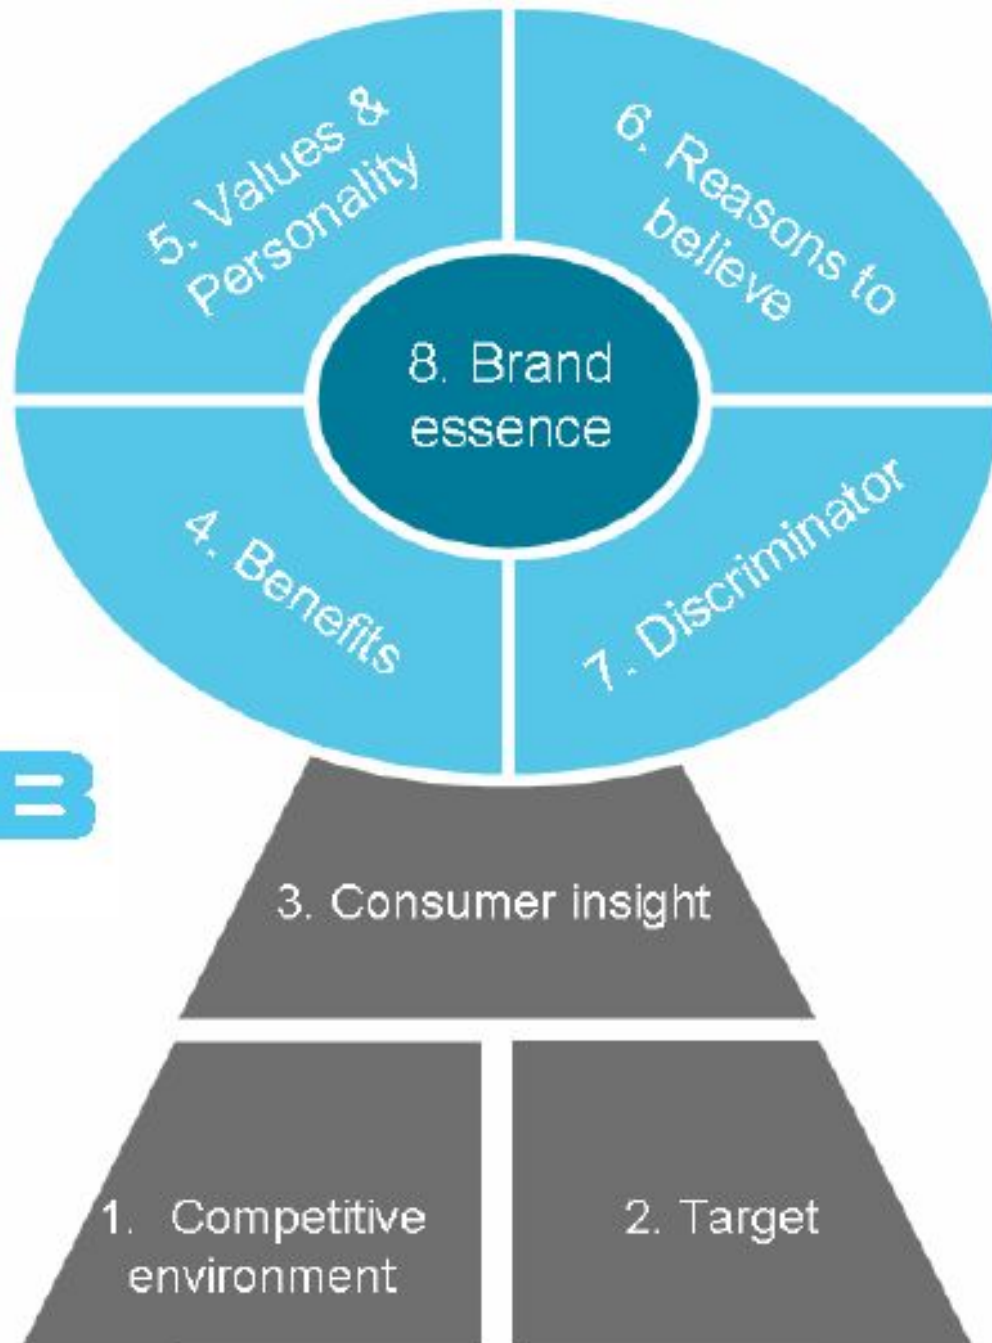 5. Values &
Personality
6. Reasons to
believe
8. Brand
essence
4. Benefits
7. Discriminator
B
3. Consumer insight
1. Competitive
environment
2. Target